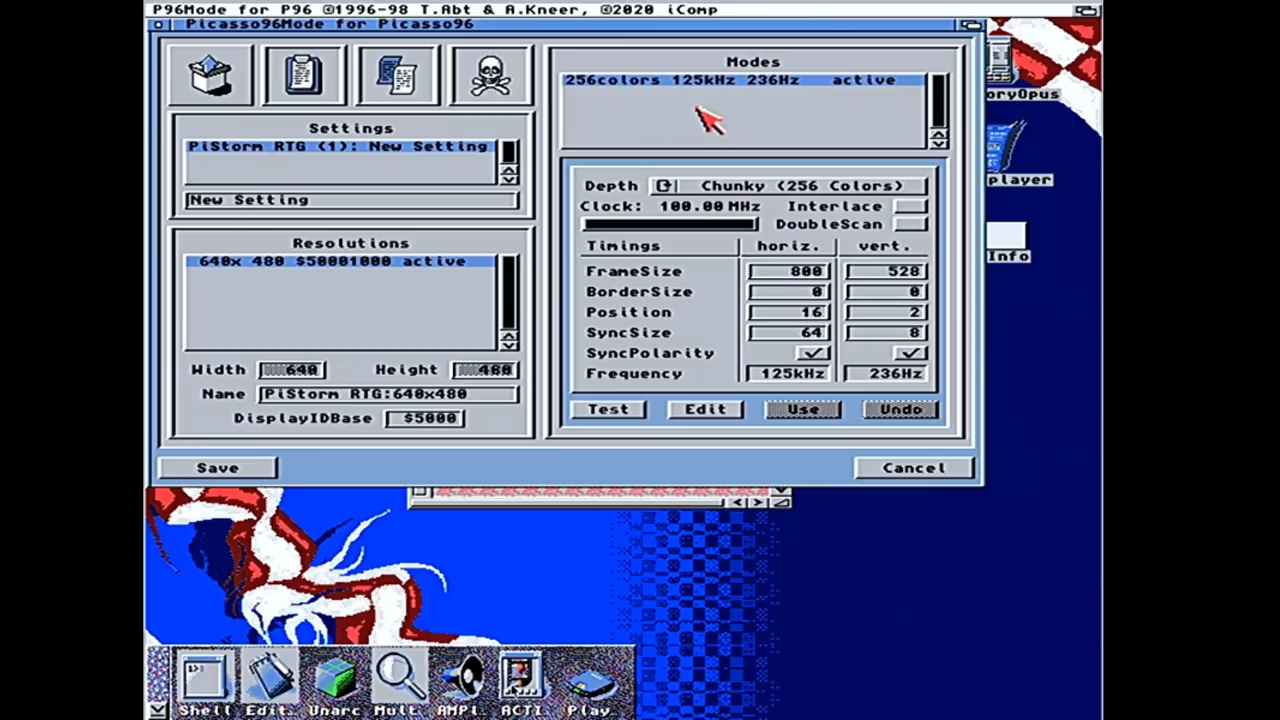 P96Mode for P96 ©1996-98 T.Abt & A.Kneer, ©2020 iComp
Picasso96Mode for Picasso96
Settings
PiStorm RTG (1): New Setting
New Setting
Resolutions
640x 480 $50001000 active
Width 640 Height 480
Name PiStorm RTG:640x480
DisplayIDBase $5000
Modes
256colors 125kHz 236Hz active
Depth Chunky (256 Colors)
Clock: 100.00 MHz Interlace
DoubleScan
Timings horiz. vert.
FrameSize 800 528
BorderSize 0 0
Position 16 2
SyncSize 64 8
SyncPolarity
Frequency 125kHz 236Hz
Test Edit Use Undo
Save Cancel
oryOpus
player
Info
Shell Edit.. Unarc Mult.. AMPl.. ACTI.. Play..